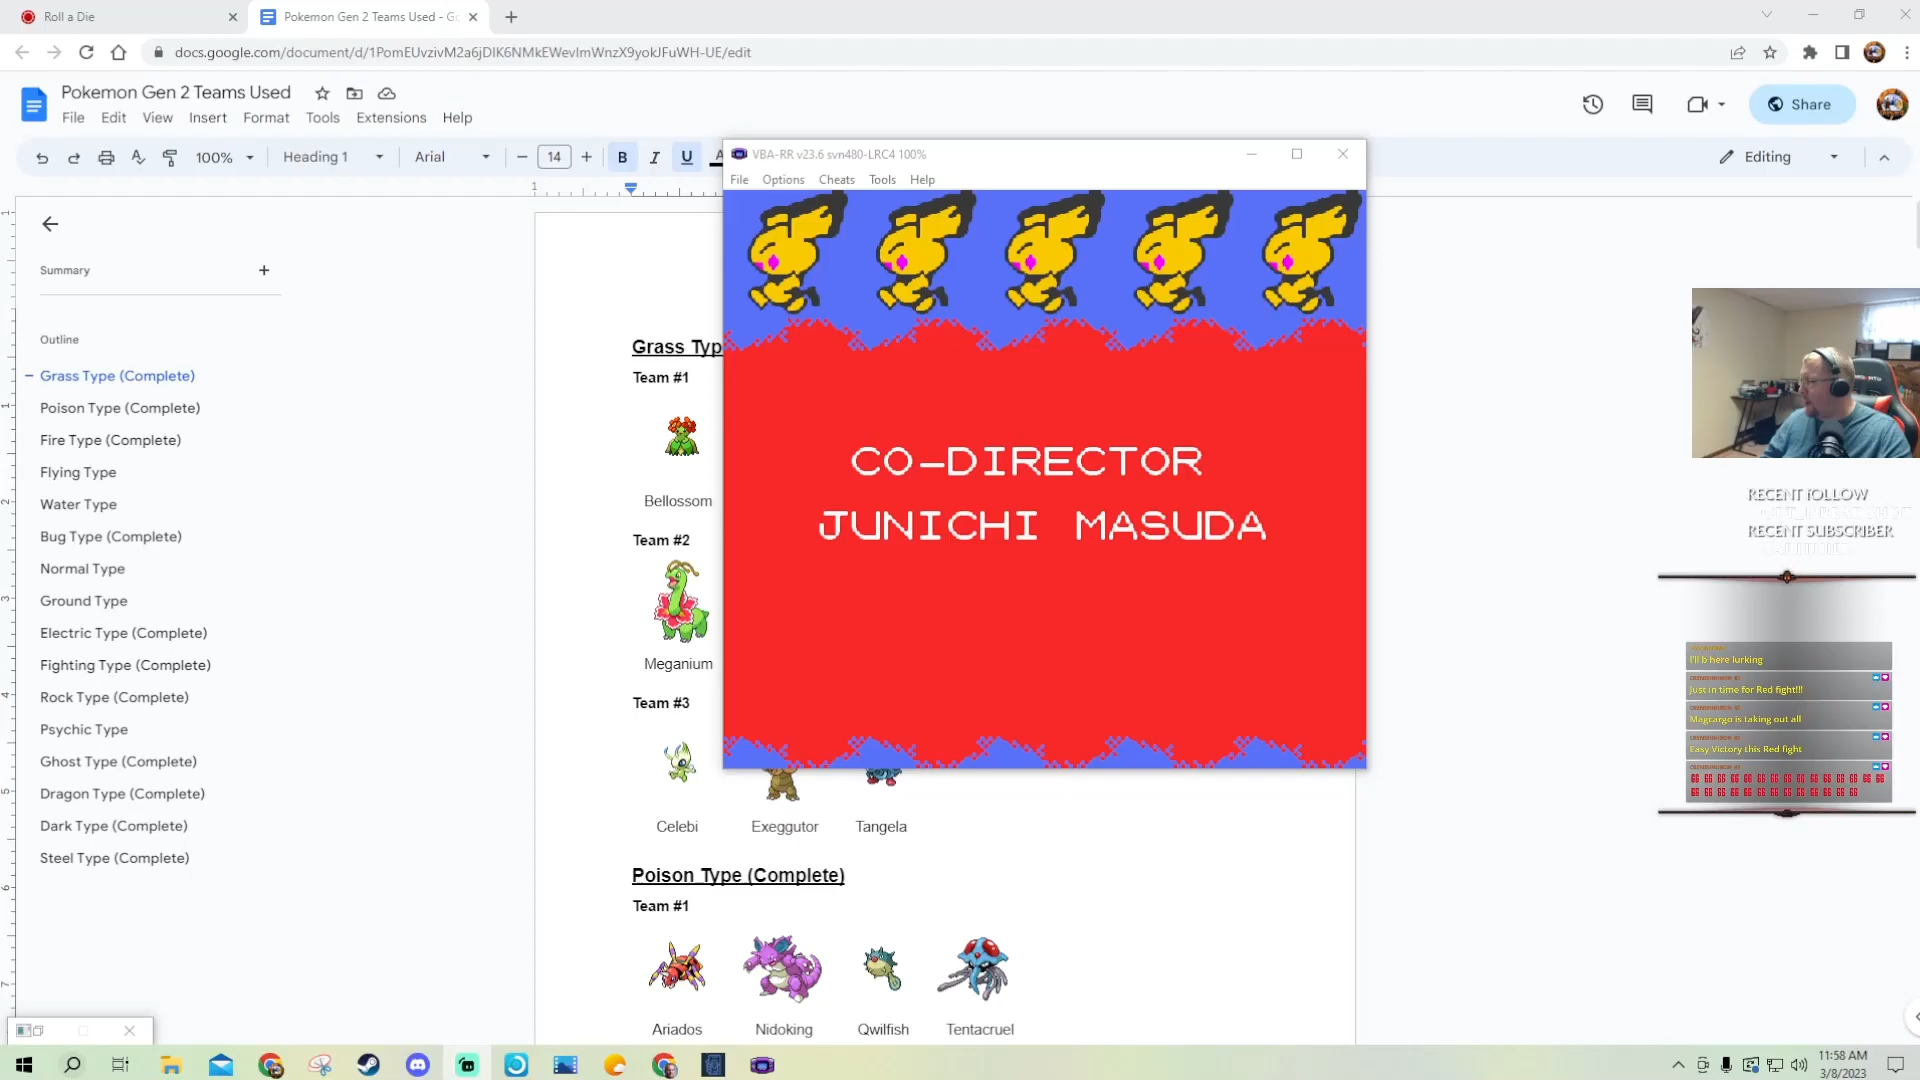 Roll a Die
Pokemon Gen 2 Teams Used - Go
docs.google.com/document/d/1PomEUvzivM2a6jDIK6NMkEWevImWnzX9yokJFuWH-UE/edit
Pokemon Gen 2 Teams Used
File Edit View Insert Format Tools Extensions Help
Share
100% Heading 1 Arial 14 B I U A
Editing
VBA-RR v23.6 svn480-LRC4 100%
File Options Cheats Tools Help
CO-DIRECTOR
JUNICHI MASUDA
Summary
Outline
Grass Type (Complete)
Poison Type (Complete)
Fire Type (Complete)
Flying Type
Water Type
Bug Type (Complete)
Normal Type
Ground Type
Electric Type (Complete)
Fighting Type (Complete)
Rock Type (Complete)
Psychic Type
Ghost Type (Complete)
Dragon Type (Complete)
Dark Type (Complete)
Steel Type (Complete)
Grass Typ
Team #1
Bellossom
Team #2
Meganium
Team #3
Celebi Exeggutor Tangela
Poison Type (Complete)
Team #1
Ariados Nidoking Qwilfish Tentacruel
RECENT FOLLOW
RECENT SUBSCRIBER
I'll b here lurking
Just in time for Red fight!!!
Magcargo is taking out all
Easy Victory this Red fight
11:58 AM
3/8/2023